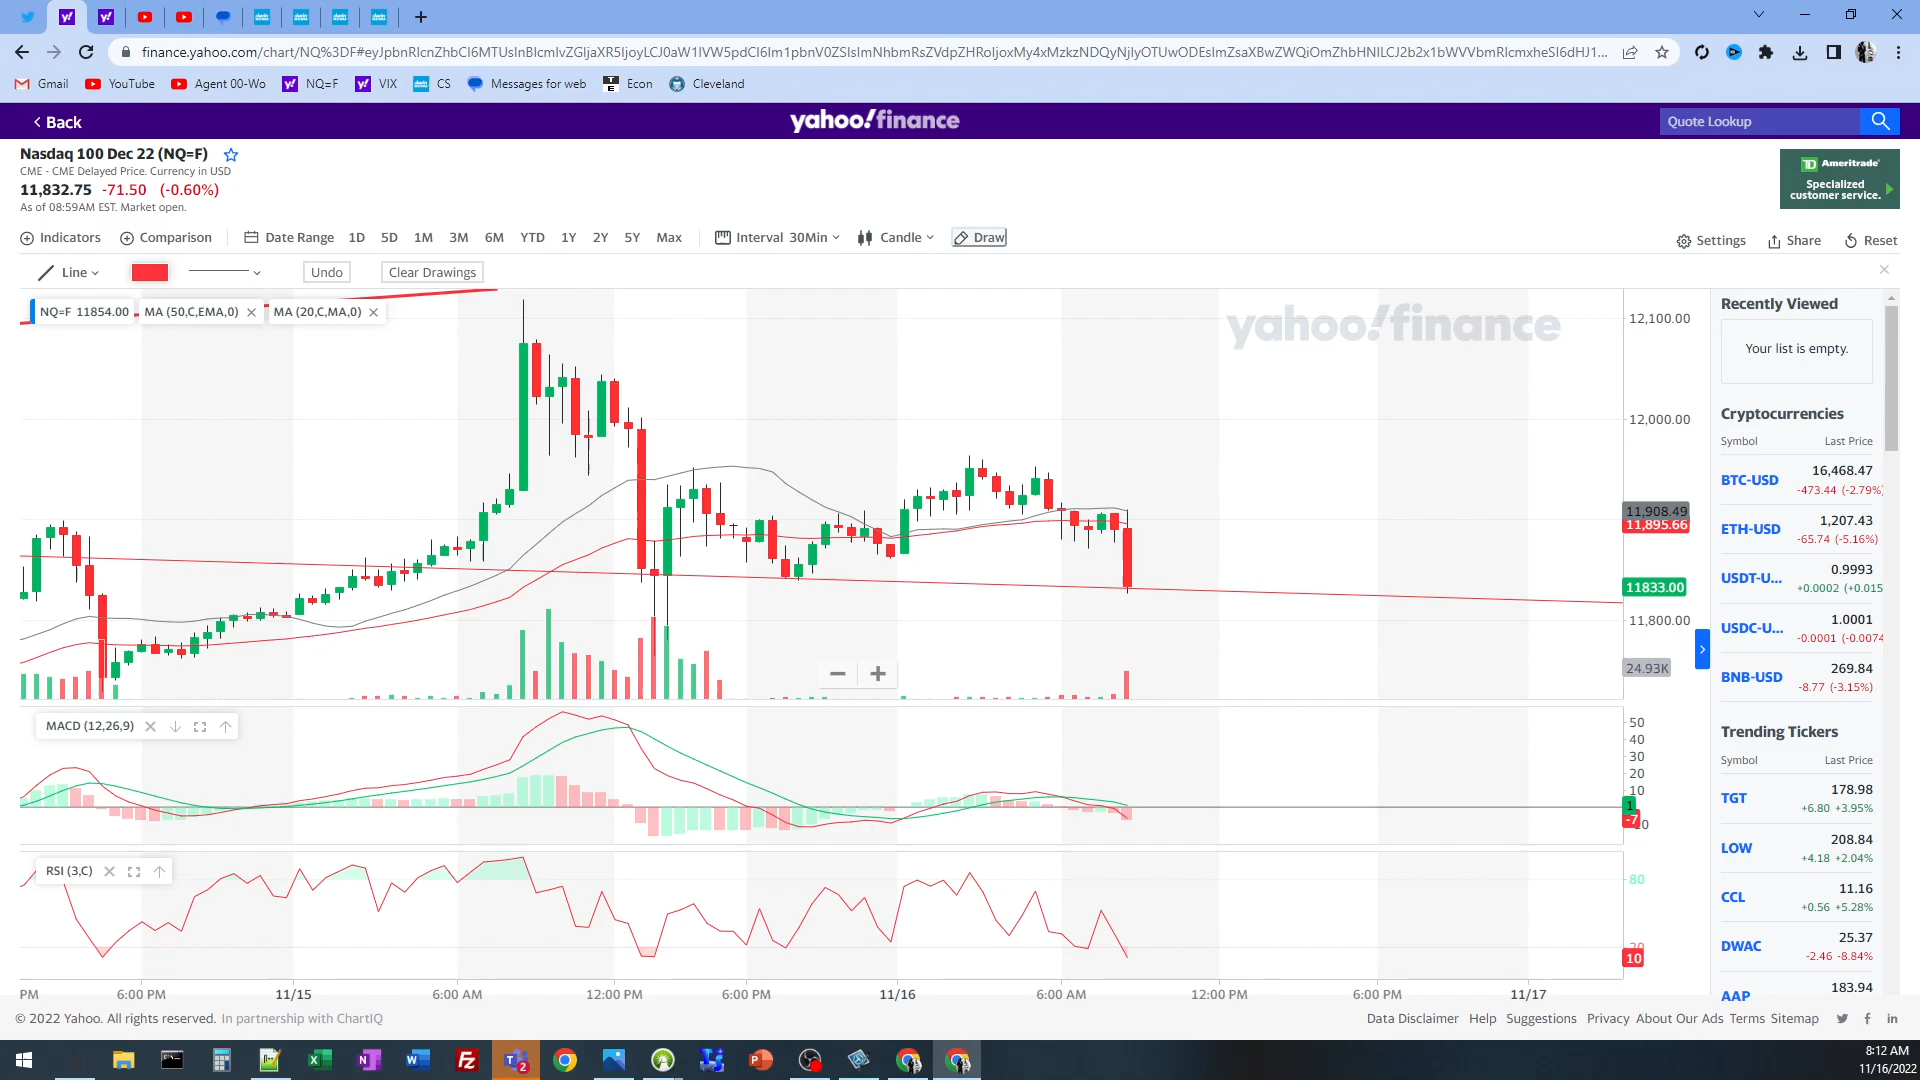 finance.yahoo.com/chart/NQ%3DF#eyJpbnRlcnZhbCI6MTUsInBlcmlvZGljaXR5IjoyLCJ0aW1lVW5pdCI6Im1pbnV0ZSIsImNhbmRsZVdpZHRoIjoxMy4xMzkzNDQyNjIyOTUwODEsImZsaXBwZWQiOmZhbHNlLCJ2b2x1bWVVbmRlcmxheSI6dHJ1...
Gmail YouTube Agent 00-Wo NQ=F VIX CS Messages for web Econ Cleveland
Back
yahoo!finance
Quote Lookup
Nasdaq 100 Dec 22 (NQ=F)
CME - CME Delayed Price. Currency in USD
11,832.75 -71.50 (-0.60%)
As of 08:59AM EST. Market open.
TD Ameritrade
Specialized
customer service.
Indicators Comparison Date Range 1D 5D 1M 3M 6M YTD 1Y 2Y 5Y Max Interval 30Min Candle Draw
Settings Share Reset
Line Undo Clear Drawings
NQ=F 11854.00 MA (50,C,EMA,0) MA (20,C,MA,0)
yahoo!finance
12,100.00
12,000.00
11,908.49
11,895.66
11833.00
11,800.00
24.93K
MACD (12,26,9)
50
40
30
20
10
1
-7
RSI (3,C)
80
10
PM 6:00 PM 11/15 6:00 AM 12:00 PM 6:00 PM 11/16 6:00 AM 12:00 PM 6:00 PM 11/17
Recently Viewed
Your list is empty.
Cryptocurrencies
Symbol Last Price
BTC-USD 16,468.47
-473.44 (-2.79%)
ETH-USD 1,207.43
-65.74 (-5.16%)
USDT-U... 0.9993
+0.0002 (+0.015
USDC-U... 1.0001
-0.0001 (-0.0074
BNB-USD 269.84
-8.77 (-3.15%)
Trending Tickers
Symbol Last Price
TGT 178.98
+6.80 +3.95%
LOW 208.84
+4.18 +2.04%
CCL 11.16
+0.56 +5.28%
DWAC 25.37
-2.46 -8.84%
AAP 183.94
© 2022 Yahoo. All rights reserved. In partnership with ChartIQ
Data Disclaimer Help Suggestions Privacy About Our Ads Terms Sitemap
8:12 AM
11/16/2022